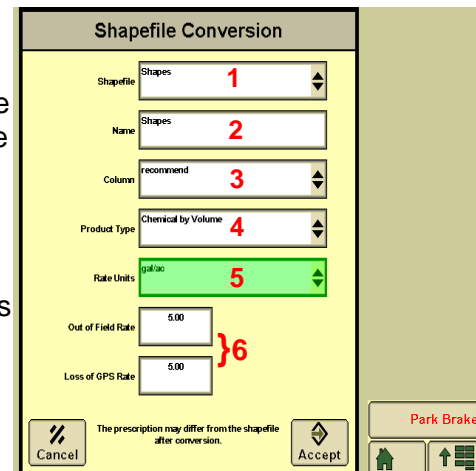 Shapefile Conversion
Shapefile
Shapes
1
Name
Shapes
2
Column
recommend
3
Product Type
Chemical by Volume
4
Rate Units
gal/ac
5
Out of Field Rate
5.00
}6
Loss of GPS Rate
5.00
Cancel
The prescription may differ from the shapefile
after conversion.
Accept
Park Brake
e
e
s